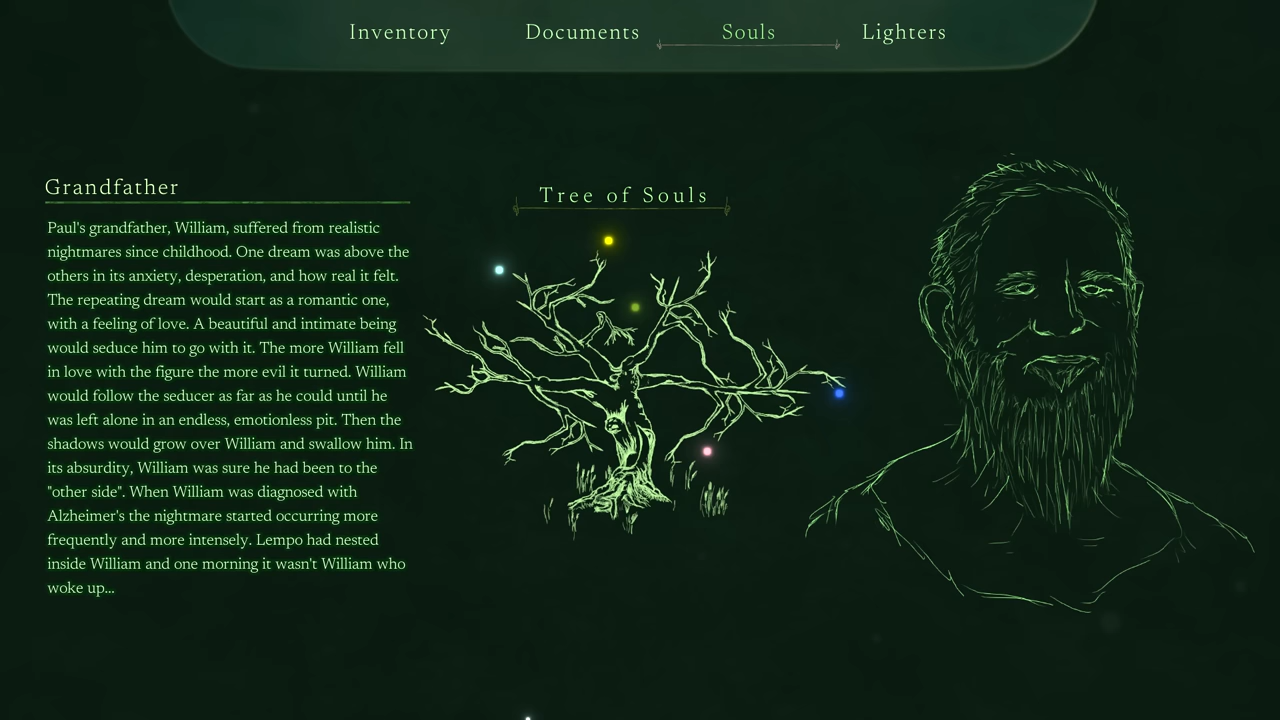 Inventory
Documents
Souls
Lighters
Grandfather
Paul's grandfather, William, suffered from realistic
nightmares since childhood. One dream was above the
others in its anxiety, desperation, and how real it felt.
The repeating dream would start as a romantic one,
with a feeling of love. A beautiful and intimate being
would seduce him to go with it. The more William fell
in love with the figure the more evil it turned. William
would follow the seducer as far as he could until he
was left alone in an endless, emotionless pit. Then the
shadows would grow over William and swallow him. In
its absurdity, William was sure he had been to the
"other side". When William was diagnosed with
Alzheimer's the nightmare started occurring more
frequently and more intensely. Lempo had nested
inside William and one morning it wasn't William who
woke up...
Tree of Souls